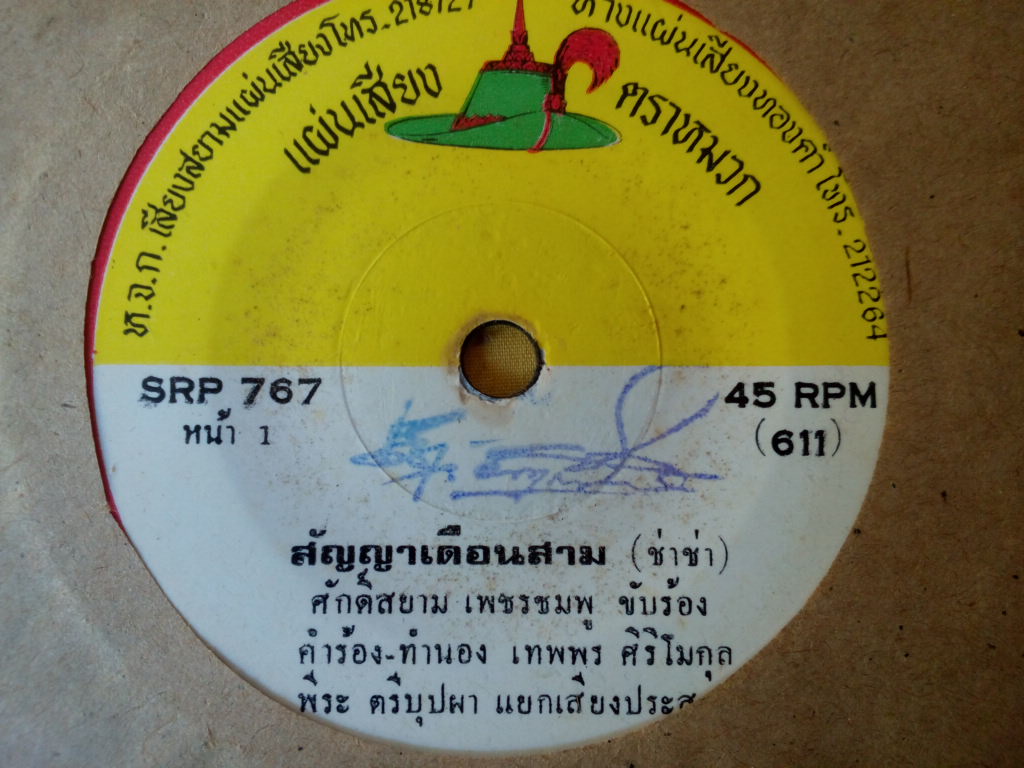 ห.จ.ก. เสียงสยามแผ่นเสียงโทร.
ห้างแผ่นเสียงทองคำ โทร. 212264
แผ่นเสียง ตราหมวก
SRP 767
หน้า 1
45 RPM
(611)
สัญญาเดือนสาม (ช่าช่า)
ศักดิ์สยาม เพชรชมพู ขับร้อง
คำร้อง-ทำนอง เทพพร ศิริโมกุล
พีระ ตรีบุปผา แยกเสียงประส